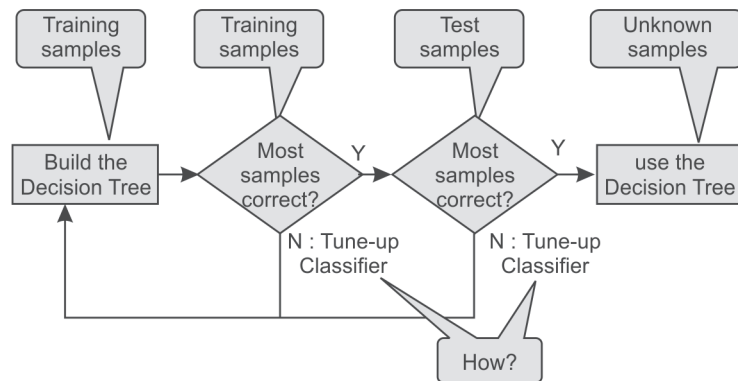 Training
samples
Training
samples
Test
samples
Unknown
samples
Build the
Decision Tree
Most
samples
correct?
Y
Most
samples
correct?
Y
use the
Decision Tree
N : Tune-up
Classifier
N : Tune-up
Classifier
How?